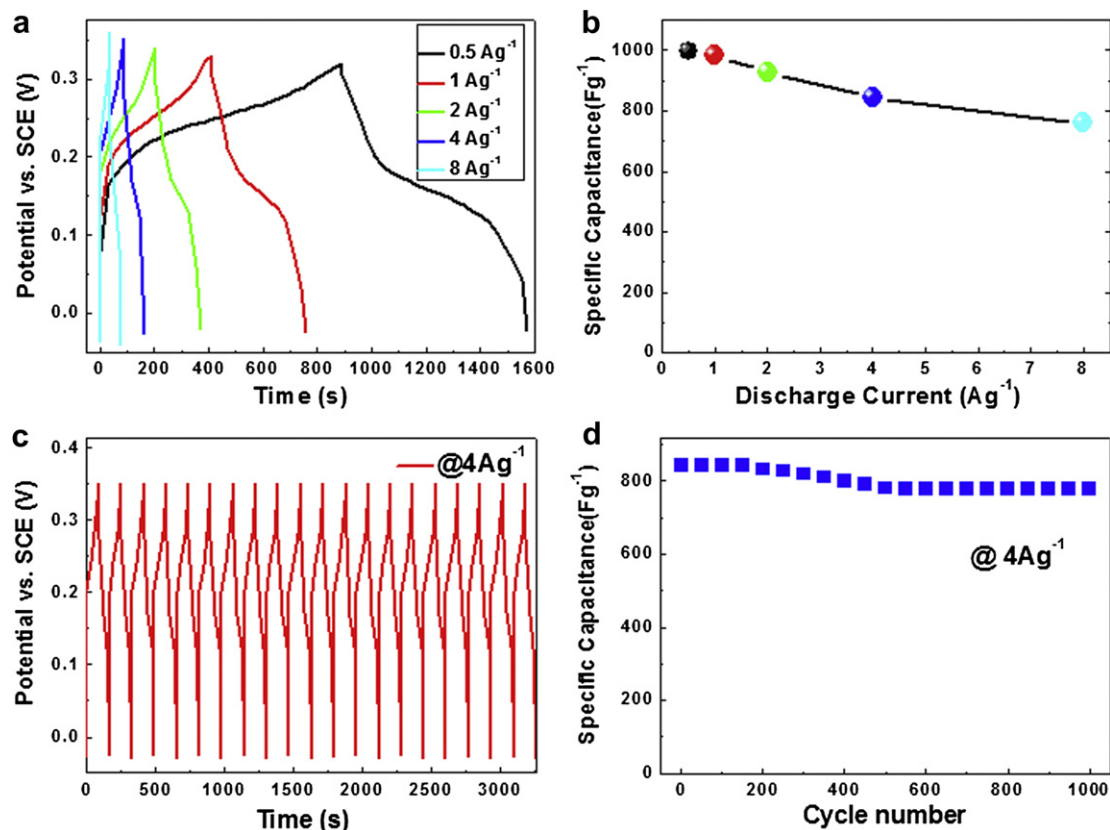 a
Potential vs. SCE (V)
0.3
0.2
0.1
0.0
0.5 Ag⁻¹
1 Ag⁻¹
2 Ag⁻¹
4 Ag⁻¹
8 Ag⁻¹
0 200 400 600 800 1000 1200 1400 1600
Time (s)
b
Specific Capacitance(Fg⁻¹)
1000
800
600
400
200
0
0 1 2 3 4 5 6 7 8
Discharge Current (Ag⁻¹)
c
Potential vs. SCE (V)
0.4
0.3
0.2
0.1
0.0
@4Ag⁻¹
0 500 1000 1500 2000 2500 3000
Time (s)
d
Specific Capacitance(Fg⁻¹)
800
600
400
200
0
@ 4Ag⁻¹
0 200 400 600 800 1000
Cycle number